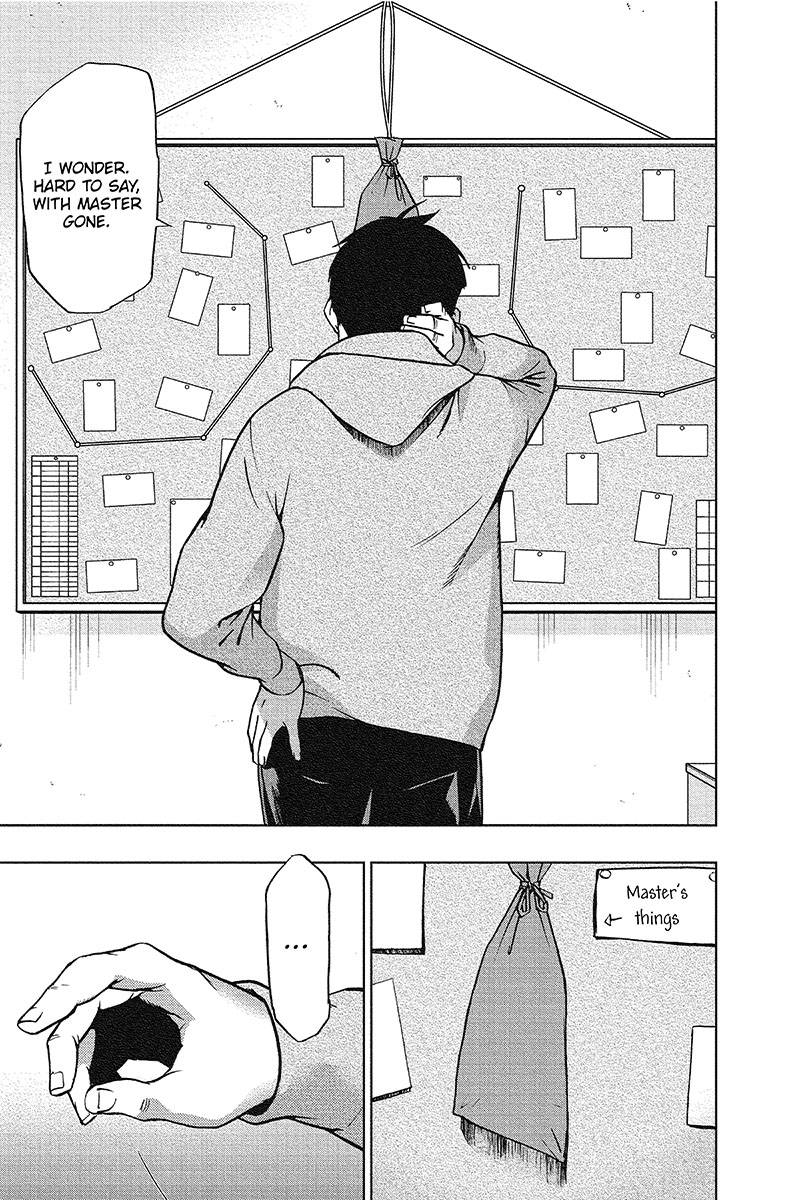 I WONDER.
HARD TO SAY,
WITH MASTER
GONE.
...
Master's
things